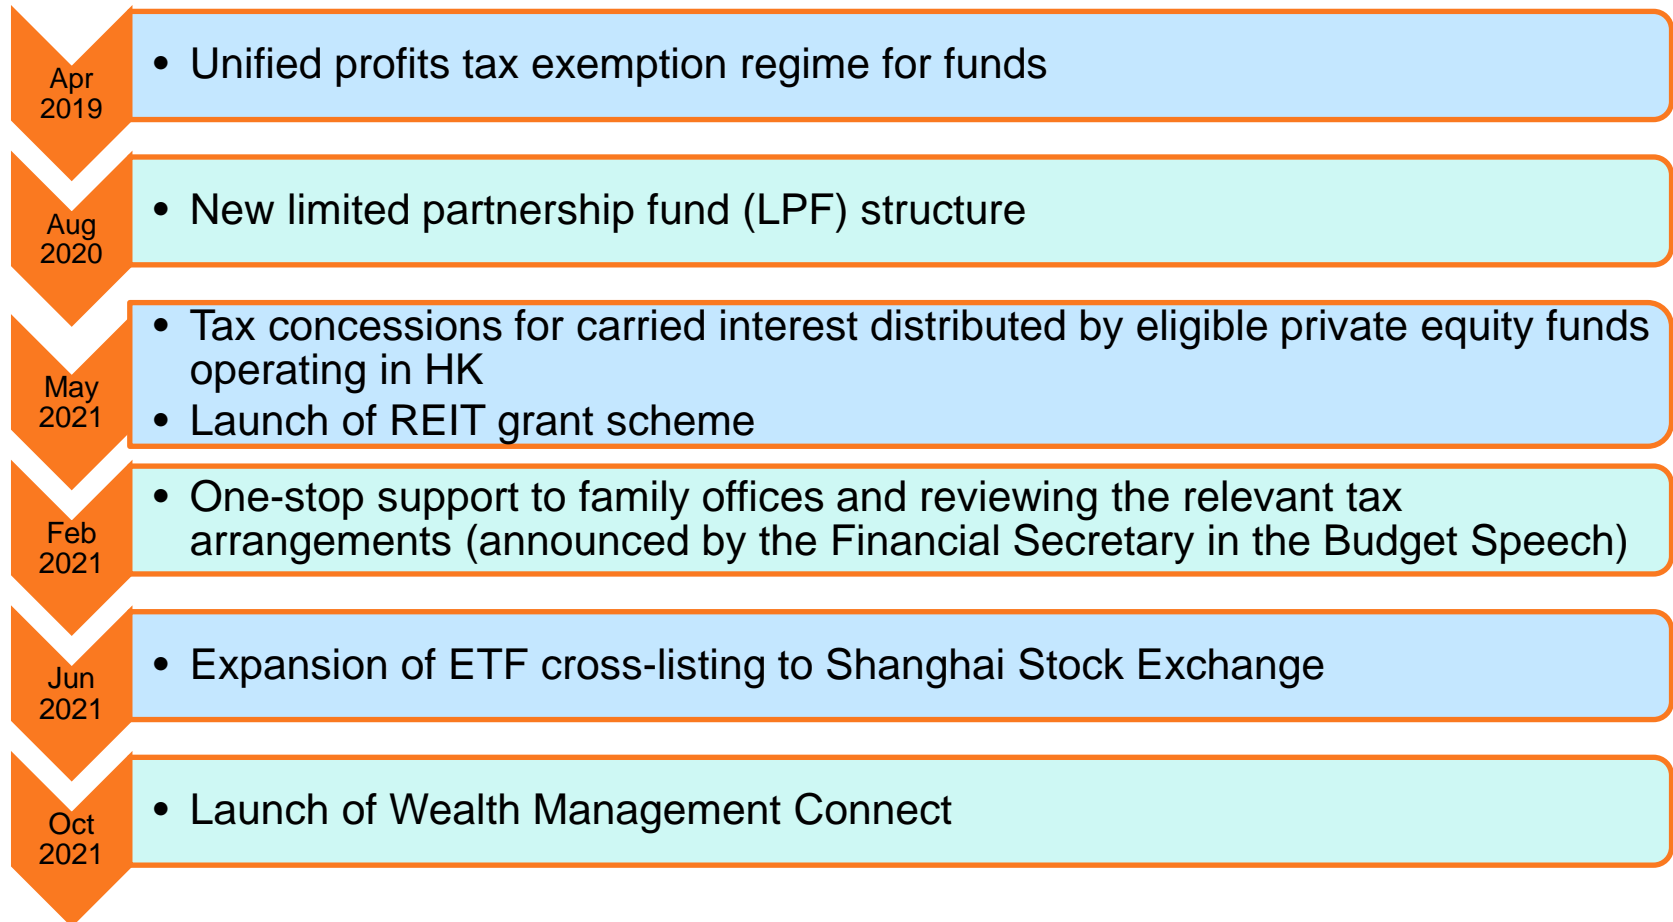 Apr
2019
• Unified profits tax exemption regime for funds
Aug
2020
• New limited partnership fund (LPF) structure
May
2021
• Tax concessions for carried interest distributed by eligible private equity funds
operating in HK
• Launch of REIT grant scheme
Feb
2021
• One-stop support to family offices and reviewing the relevant tax
arrangements (announced by the Financial Secretary in the Budget Speech)
Jun
2021
• Expansion of ETF cross-listing to Shanghai Stock Exchange
Oct
2021
• Launch of Wealth Management Connect